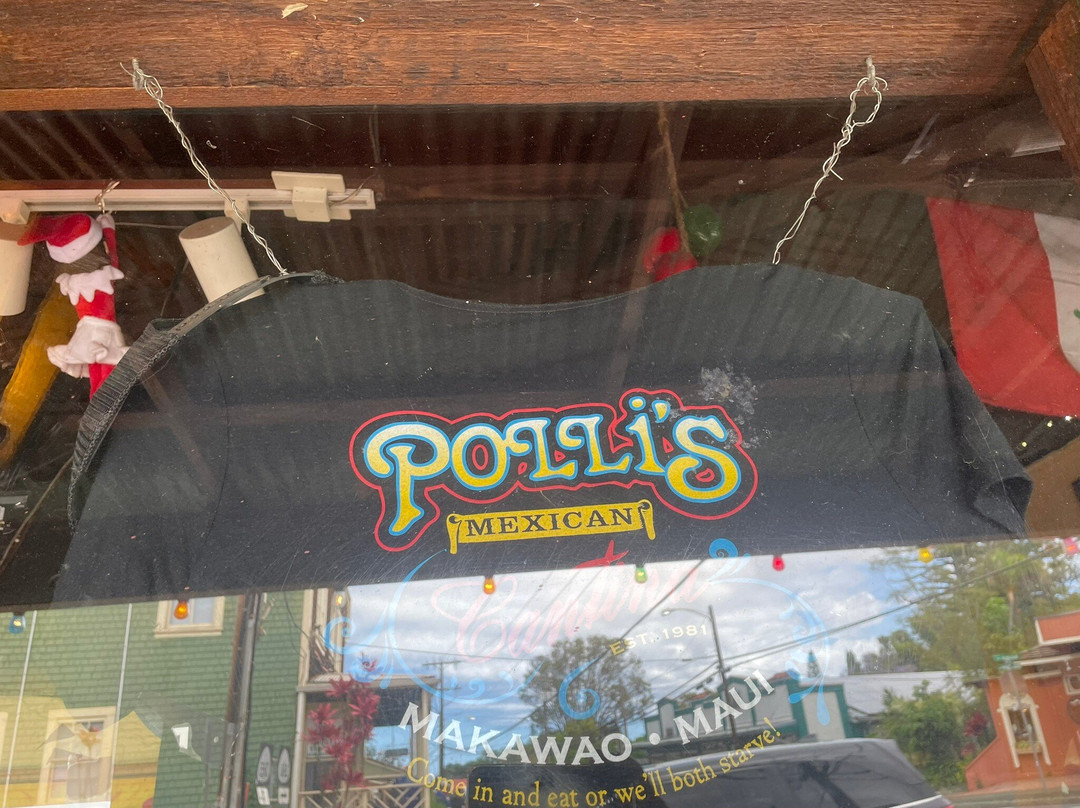 POLLi's
MEXICAN
Cantina
EST. 1981
MAKAWAO • MAUI
Come in and eat or we'll both starve!